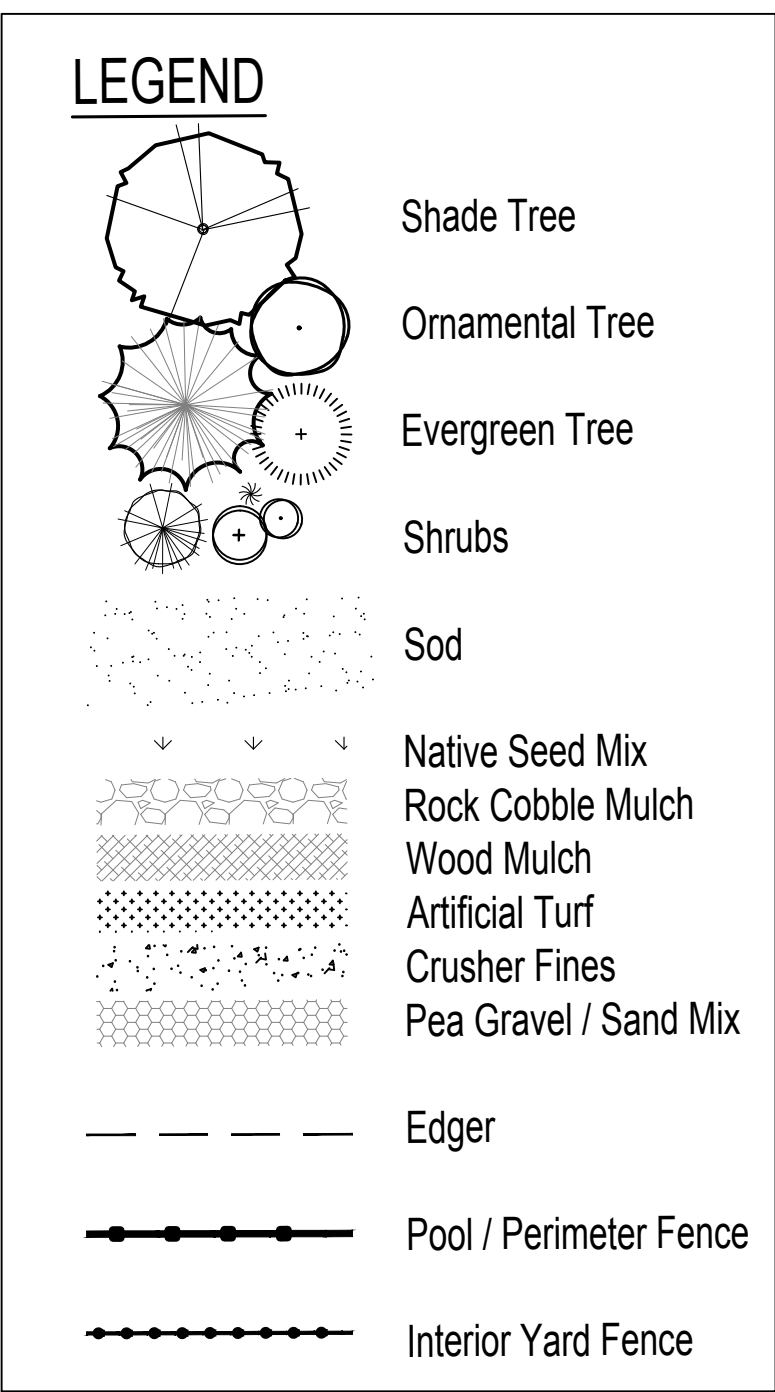 LEGEND
Shade Tree
Ornamental Tree
Evergreen Tree
Shrubs
Sod
Native Seed Mix
Rock Cobble Mulch
Wood Mulch
Artificial Turf
Crusher Fines
Pea Gravel / Sand Mix
Edger
Pool / Perimeter Fence
Interior Yard Fence